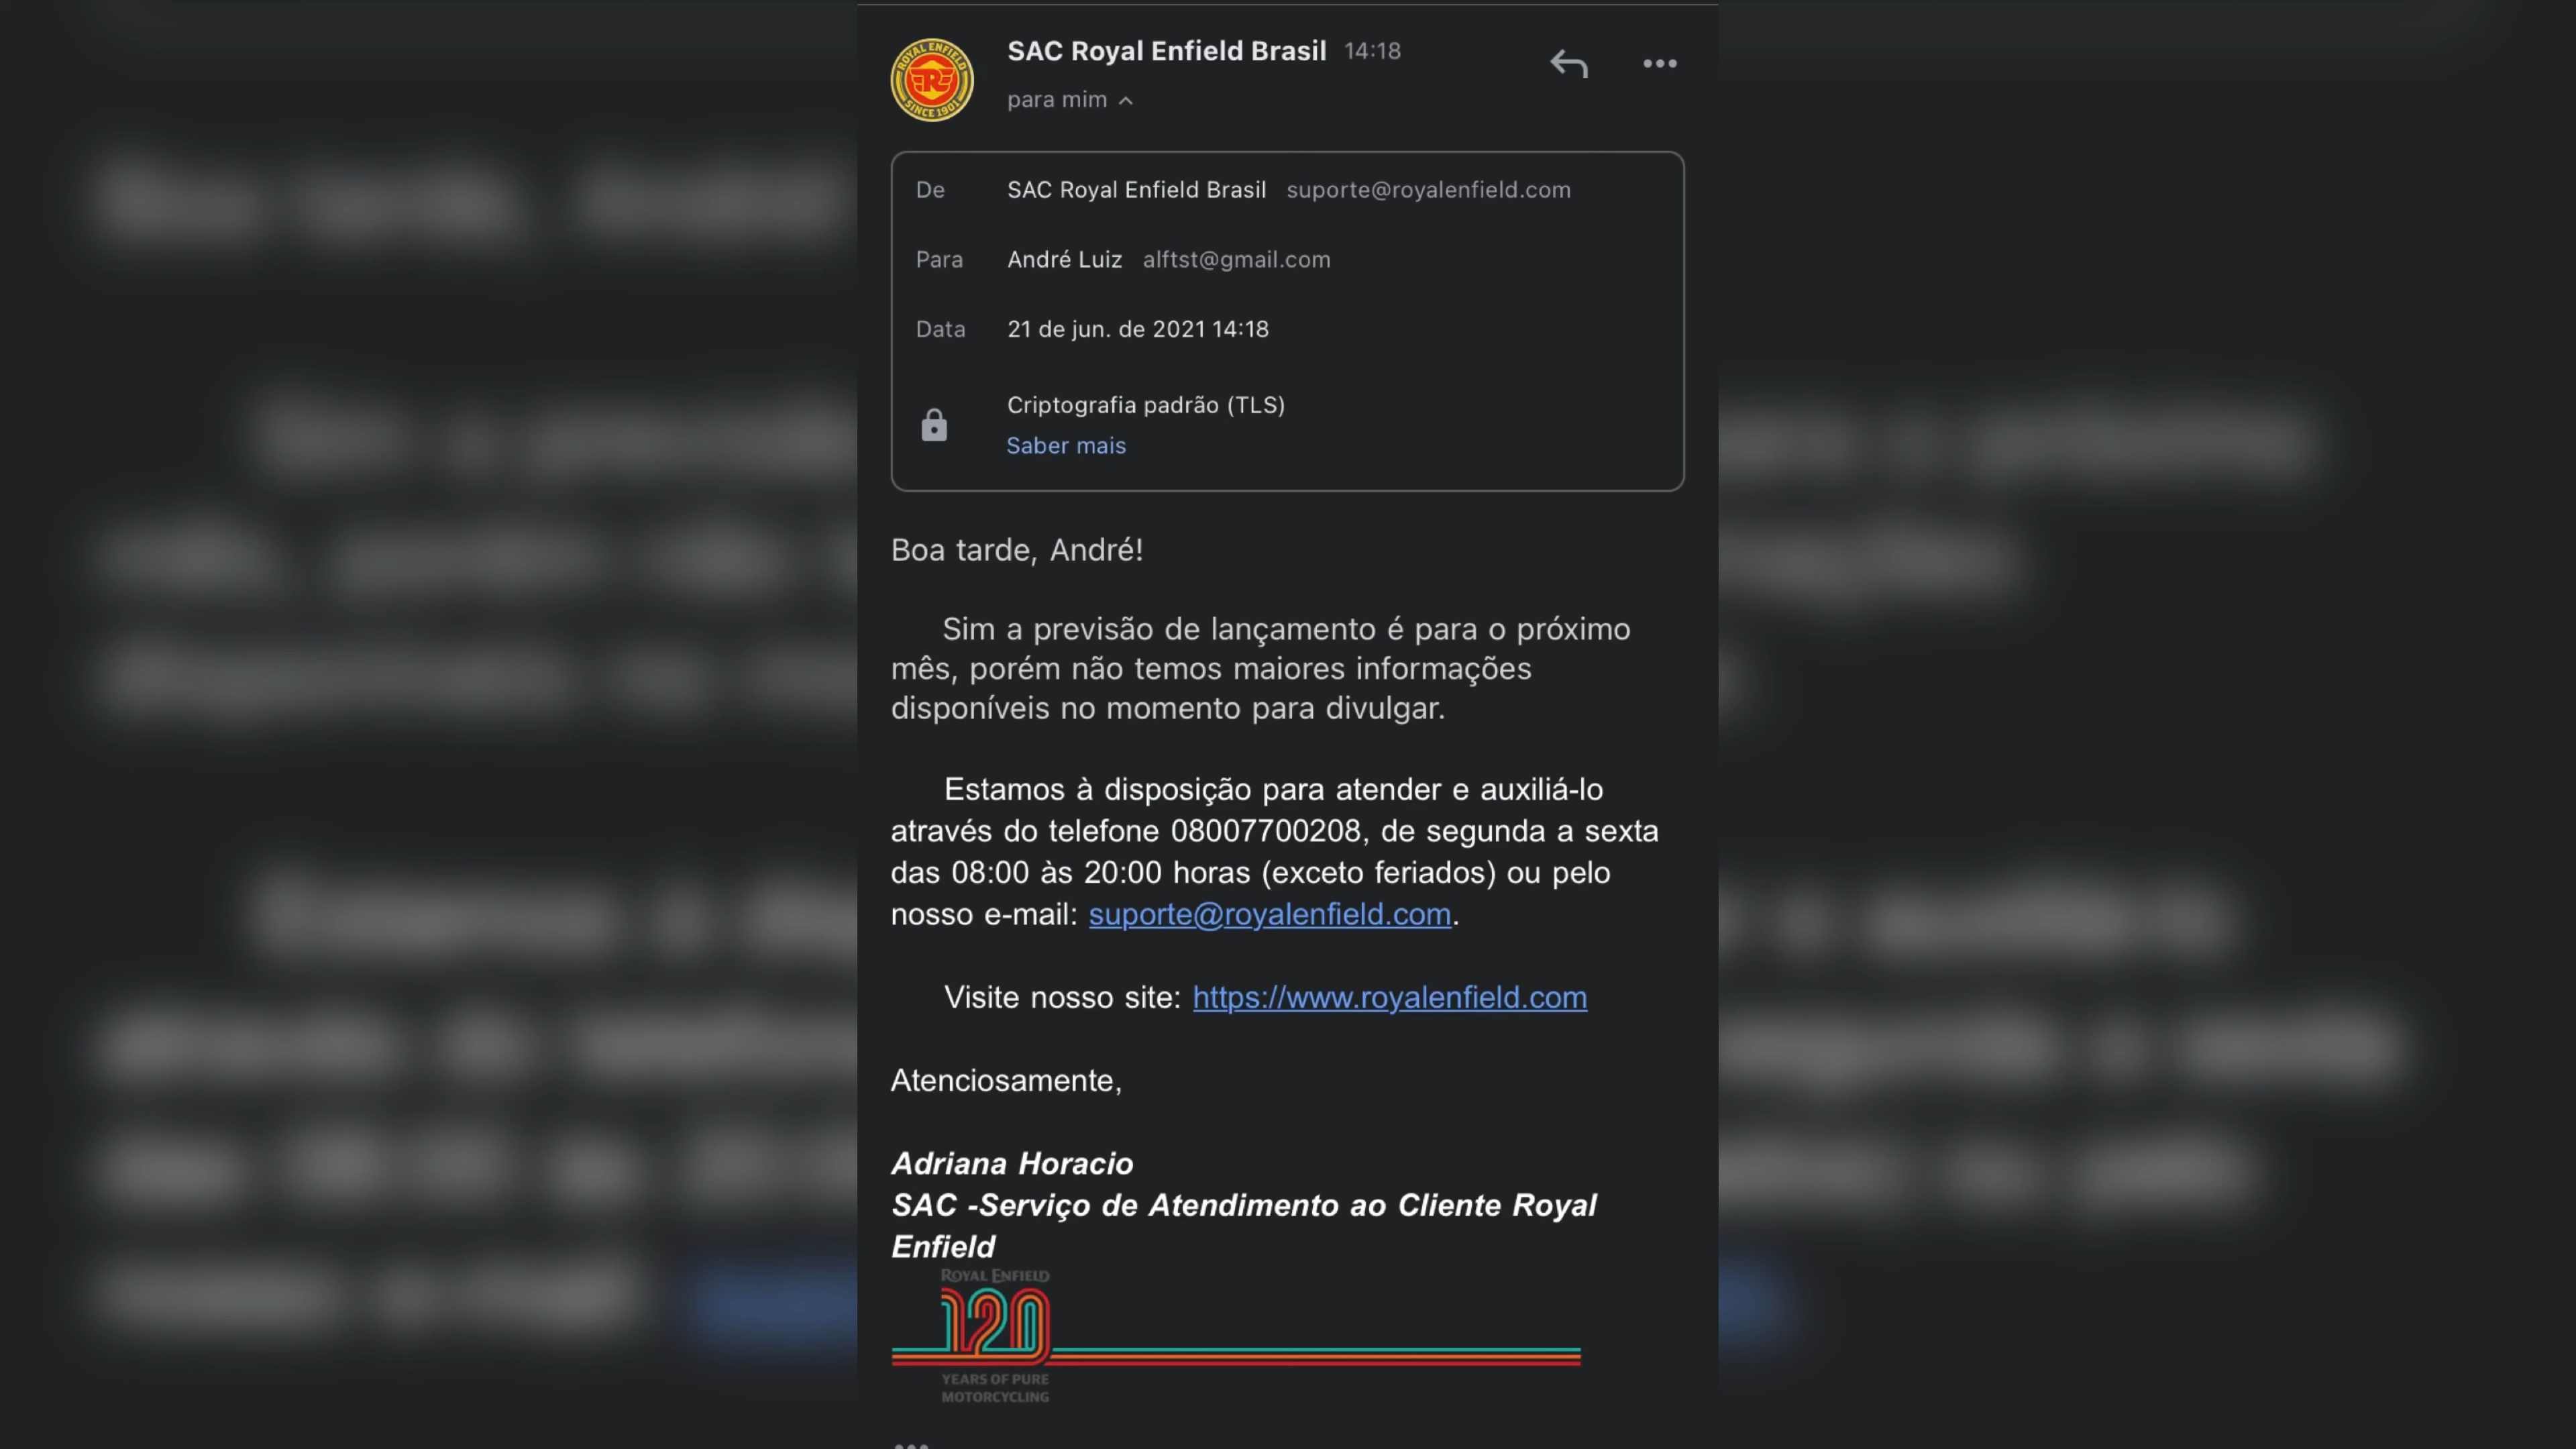 SAC Royal Enfield Brasil 14:18
para mim
ROYAL ENFIELD
R
SINCE 1901
De SAC Royal Enfield Brasil suporte@royalenfield.com
Para André Luiz alftst@gmail.com
Data 21 de jun. de 2021 14:18
Criptografia padrão (TLS)
Saber mais
Boa tarde, André!
Sim a previsão de lançamento é para o próximo
mês, porém não temos maiores informações
disponíveis no momento para divulgar.
Estamos à disposição para atender e auxiliá-lo
através do telefone 08007700208, de segunda a sexta
das 08:00 às 20:00 horas (exceto feriados) ou pelo
nosso e-mail: suporte@royalenfield.com.
Visite nosso site: https://www.royalenfield.com
Atenciosamente,
Adriana Horacio
SAC -Serviço de Atendimento ao Cliente Royal
Enfield
ROYAL ENFIELD
120
YEARS OF PURE
MOTORCYCLING